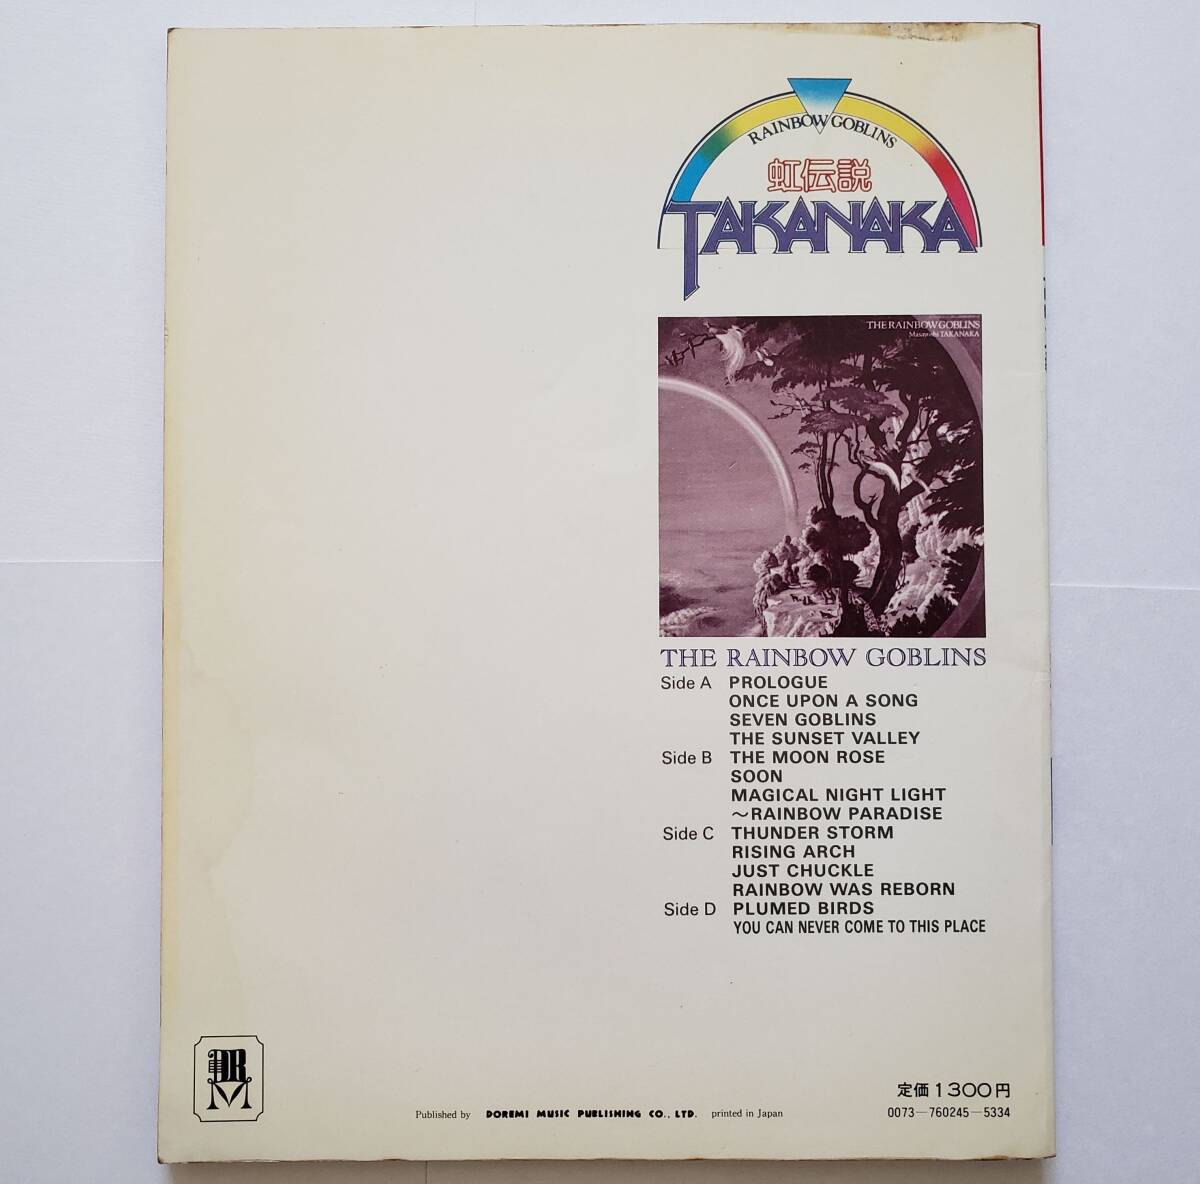 RAINBOW GOBLINS
虹伝説
TAKANAKA
THE RAINBOW GOBLINS
Masayoshi TAKANAKA
THE RAINBOW GOBLINS
Side A PROLOGUE
ONCE UPON A SONG
SEVEN GOBLINS
THE SUNSET VALLEY
Side B THE MOON ROSE
SOON
MAGICAL NIGHT LIGHT
～RAINBOW PARADISE
Side C THUNDER STORM
RISING ARCH
JUST CHUCKLE
RAINBOW WAS REBORN
Side D PLUMED BIRDS
YOU CAN NEVER COME TO THIS PLACE
DRM
定価1300円
Published by DOREMI MUSIC PUBLISHING CO., LTD. printed in Japan
0073-760245-5334